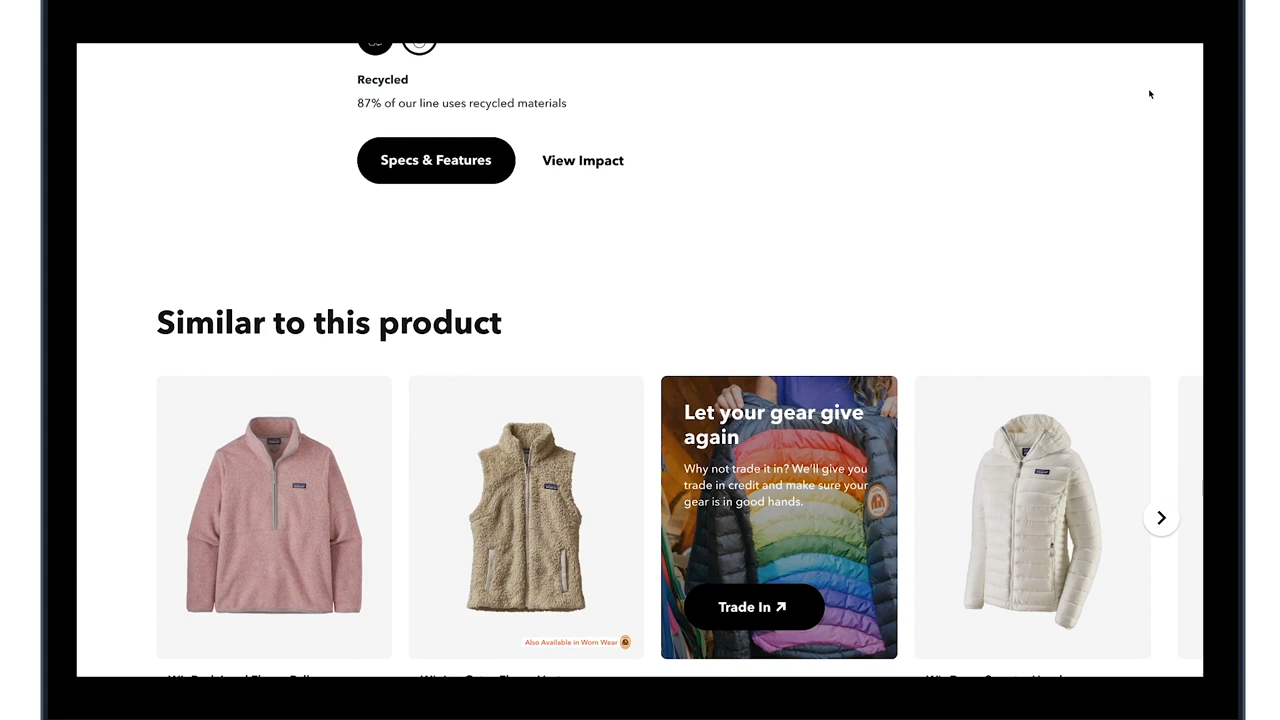 Recycled
87% of our line uses recycled materials
Specs & Features
View Impact
Similar to this product
Let your gear give
again
Why not trade it in? We'll give you
trade in credit and make sure your
gear is in good hands.
Trade In
Also Available in Worn Wear